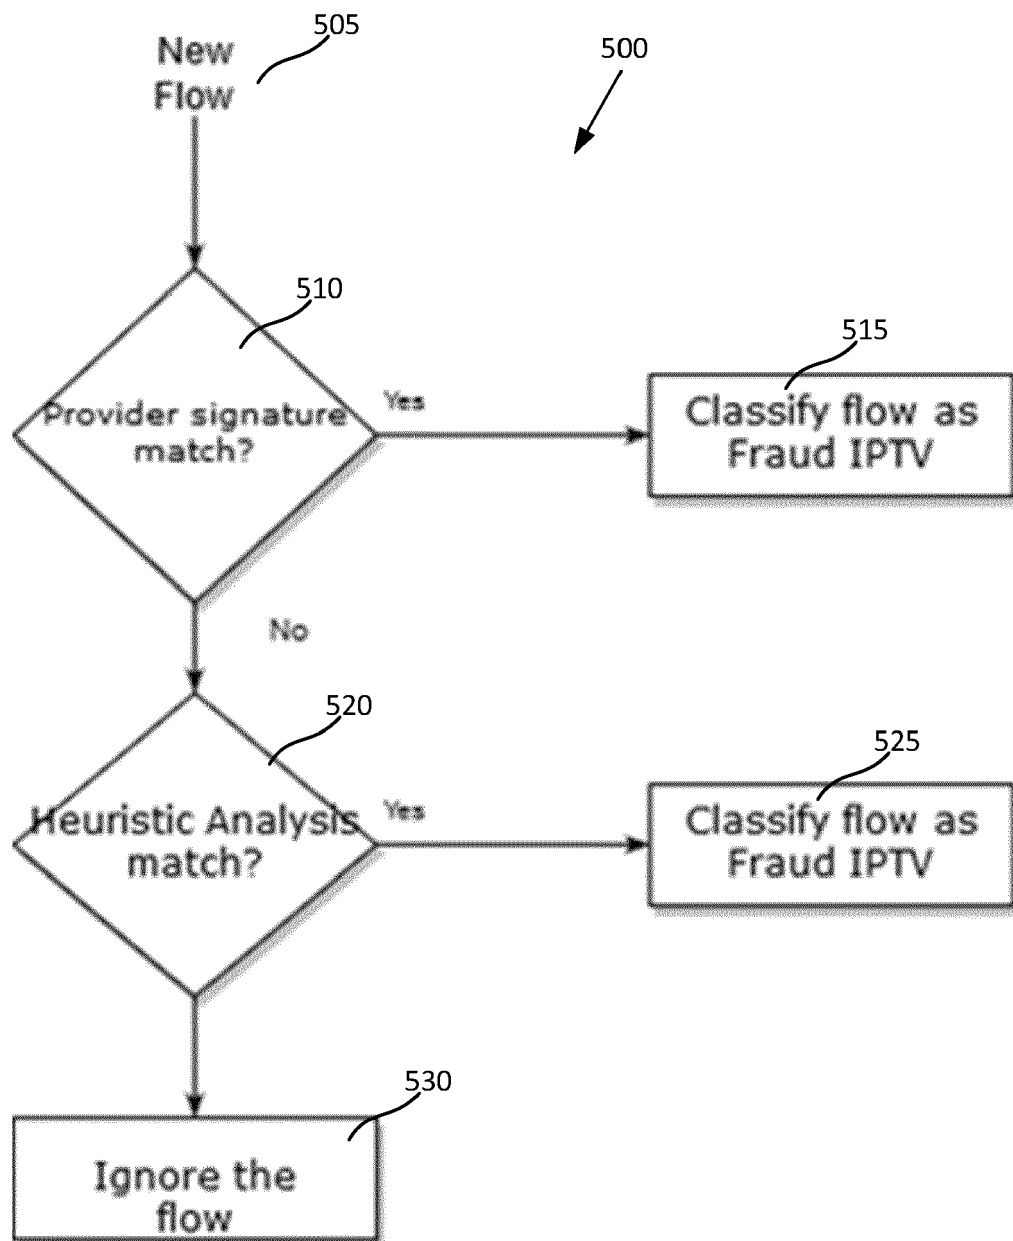 505
New
Flow
500
510
Provider signature
match?
Yes
515
Classify flow as
Fraud IPTV
No
520
Heuristic Analysis
match?
Yes
525
Classify flow as
Fraud IPTV
530
Ignore the
flow